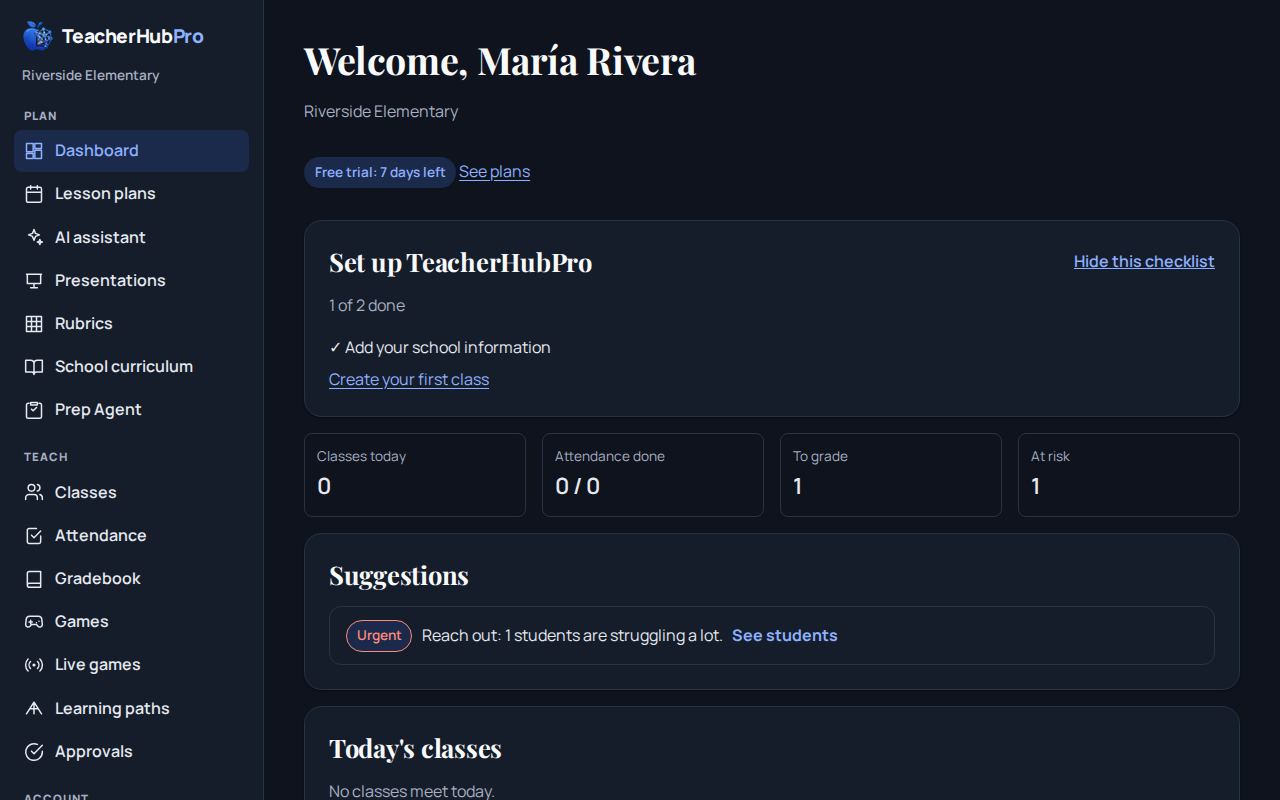 TeacherHubPro
Riverside Elementary
PLAN
Dashboard
Lesson plans
AI assistant
Presentations
Rubrics
School curriculum
Prep Agent
TEACH
Classes
Attendance
Gradebook
Games
Live games
Learning paths
Approvals
ACCOUNT
Welcome, María Rivera
Riverside Elementary
Free trial: 7 days left See plans
Set up TeacherHubPro
Hide this checklist
1 of 2 done
✓ Add your school information
Create your first class
Classes today
0
Attendance done
0 / 0
To grade
1
At risk
1
Suggestions
Urgent Reach out: 1 students are struggling a lot. See students
Today's classes
No classes meet today.